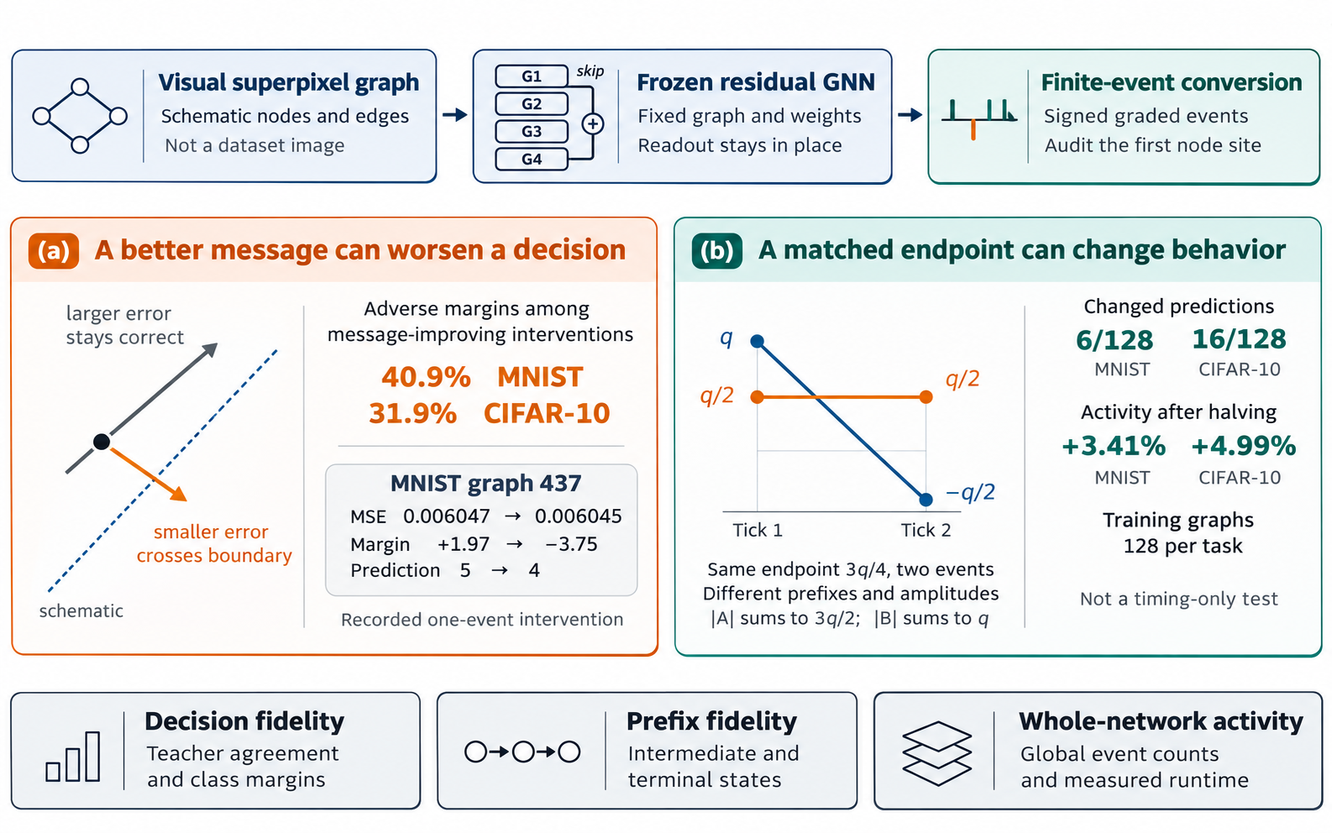 Visual superpixel graph
Schematic nodes and edges
Not a dataset image
G1
G2
G3
G4
skip
+
Frozen residual GNN
Fixed graph and weights
Readout stays in place
Finite-event conversion
Signed graded events
Audit the first node site
(a) A better message can worsen a decision
larger error
stays correct
smaller error
crosses boundary
schematic
Adverse margins among
message-improving interventions
40.9% MNIST
31.9% CIFAR-10
MNIST graph 437
MSE 0.006047 → 0.006045
Margin +1.97 → −3.75
Prediction 5 → 4
Recorded one-event intervention
(b) A matched endpoint can change behavior
q
q/2
q/2
−q/2
Tick 1 Tick 2
Same endpoint 3q/4, two events
Different prefixes and amplitudes
|A| sums to 3q/2; |B| sums to q
Changed predictions
6/128 16/128
MNIST CIFAR-10
Activity after halving
+3.41% +4.99%
MNIST CIFAR-10
Training graphs
128 per task
Not a timing-only test
Decision fidelity
Teacher agreement
and class margins
Prefix fidelity
Intermediate and
terminal states
Whole-network activity
Global event counts
and measured runtime